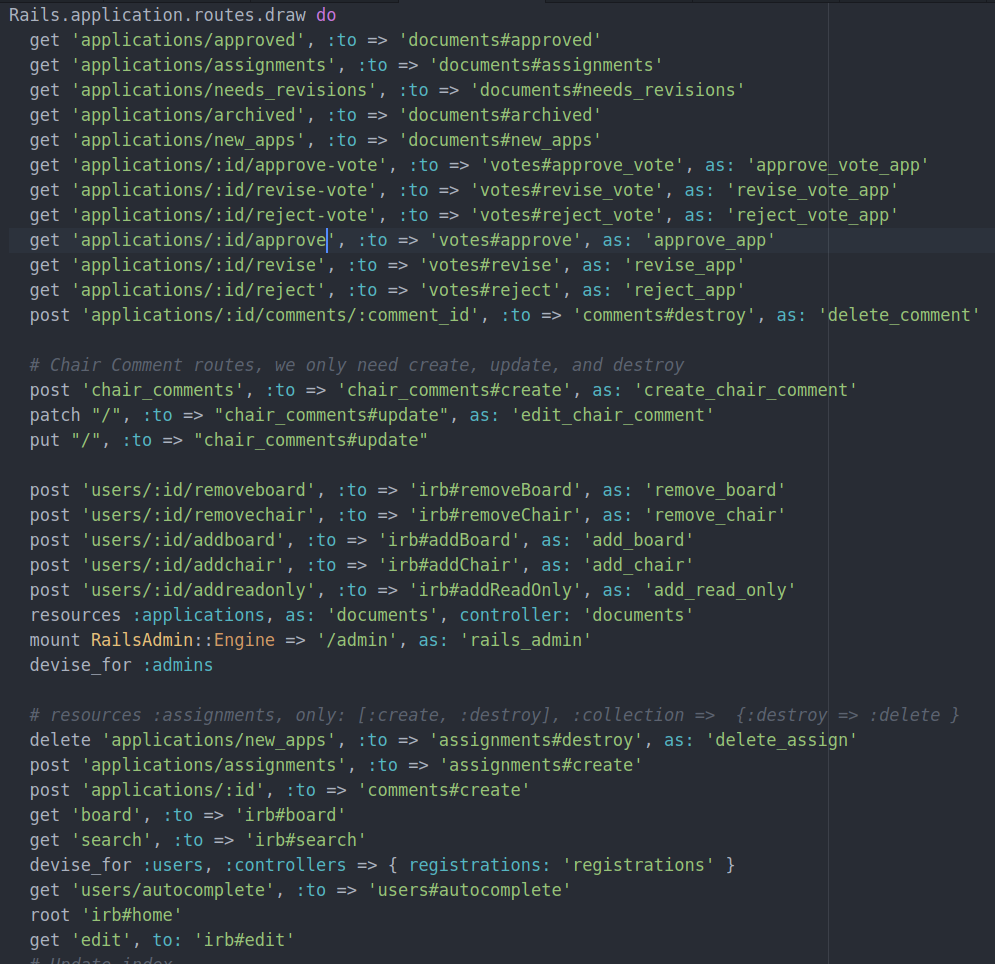 Rails.application.routes.draw do
  get 'applications/approved', :to => 'documents#approved'
  get 'applications/assignments', :to => 'documents#assignments'
  get 'applications/needs_revisions', :to => 'documents#needs_revisions'
  get 'applications/archived', :to => 'documents#archived'
  get 'applications/new_apps', :to => 'documents#new_apps'
  get 'applications/:id/approve-vote', :to => 'votes#approve_vote', as: 'approve_vote_app'
  get 'applications/:id/revise-vote', :to => 'votes#revise_vote', as: 'revise_vote_app'
  get 'applications/:id/reject-vote', :to => 'votes#reject_vote', as: 'reject_vote_app'
  get 'applications/:id/approve', :to => 'votes#approve', as: 'approve_app'
  get 'applications/:id/revise', :to => 'votes#revise', as: 'revise_app'
  get 'applications/:id/reject', :to => 'votes#reject', as: 'reject_app'
  post 'applications/:id/comments/:comment_id', :to => 'comments#destroy', as: 'delete_comment'

  # Chair Comment routes, we only need create, update, and destroy
  post 'chair_comments', :to => 'chair_comments#create', as: 'create_chair_comment'
  patch "/", :to => "chair_comments#update", as: 'edit_chair_comment'
  put "/", :to => "chair_comments#update"

  post 'users/:id/removeboard', :to => 'irb#removeBoard', as: 'remove_board'
  post 'users/:id/removechair', :to => 'irb#removeChair', as: 'remove_chair'
  post 'users/:id/addboard', :to => 'irb#addBoard', as: 'add_board'
  post 'users/:id/addchair', :to => 'irb#addChair', as: 'add_chair'
  post 'users/:id/addreadonly', :to => 'irb#addReadOnly', as: 'add_read_only'
  resources :applications, as: 'documents', controller: 'documents'
  mount RailsAdmin::Engine => '/admin', as: 'rails_admin'
  devise_for :admins

  # resources :assignments, only: [:create, :destroy], :collection =>  {:destroy => :delete }
  delete 'applications/new_apps', :to => 'assignments#destroy', as: 'delete_assign'
  post 'applications/assignments', :to => 'assignments#create'
  post 'applications/:id', :to => 'comments#create'
  get 'board', :to => 'irb#board'
  get 'search', :to => 'irb#search'
  devise_for :users, :controllers => { registrations: 'registrations' }
  get 'users/autocomplete', :to => 'users#autocomplete'
  root 'irb#home'
  get 'edit', to: 'irb#edit'
  # Update index